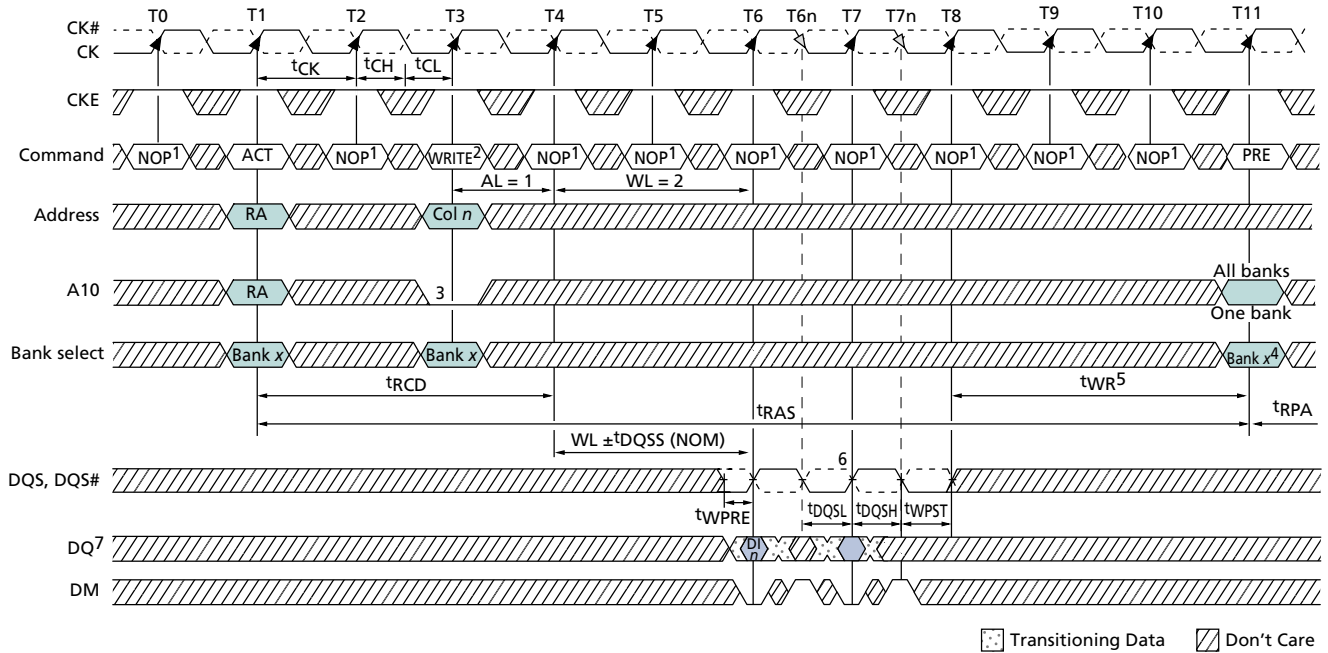 T0 T1 T2 T3 T4 T5 T6 T6n T7 T7n T8 T9 T10 T11
CK#
CK
tCK tCH tCL
CKE
Command NOP1 ACT NOP1 WRITE2 NOP1 NOP1 NOP1 NOP1 NOP1 NOP1 NOP1 PRE
AL = 1 WL = 2
Address RA Col n
All banks
A10 RA 3
One bank
Bank select Bank x Bank x Bank x4
tRCD tWR5
tRAS tRPA
WL ±tDQSS (NOM)
6
DQS, DQS#
tWPRE tDQSL tDQSH tWPST
DQ7 DI n
DM
Transitioning Data Don't Care